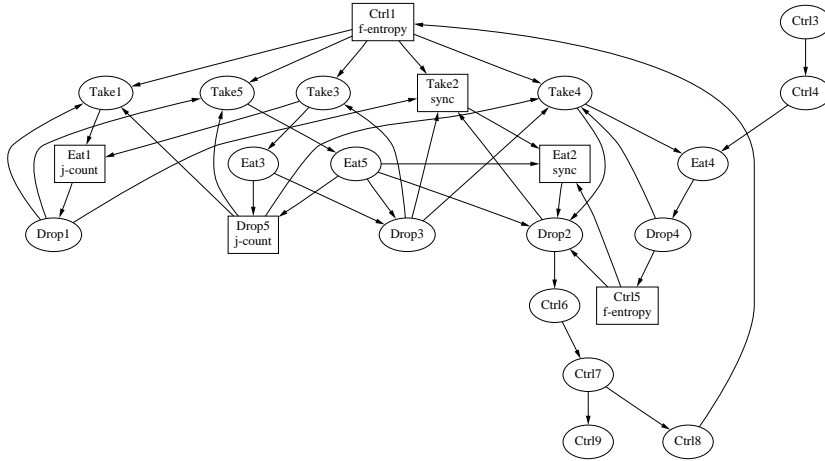 Ctrl1
f-entropy
Ctrl3
Take1
Take5
Take3
Take2
sync
Take4
Ctrl4
Eat1
j-count
Eat3
Eat5
Eat2
sync
Eat4
Drop1
Drop5
j-count
Drop3
Drop2
Drop4
Ctrl6
Ctrl5
f-entropy
Ctrl7
Ctrl9
Ctrl8